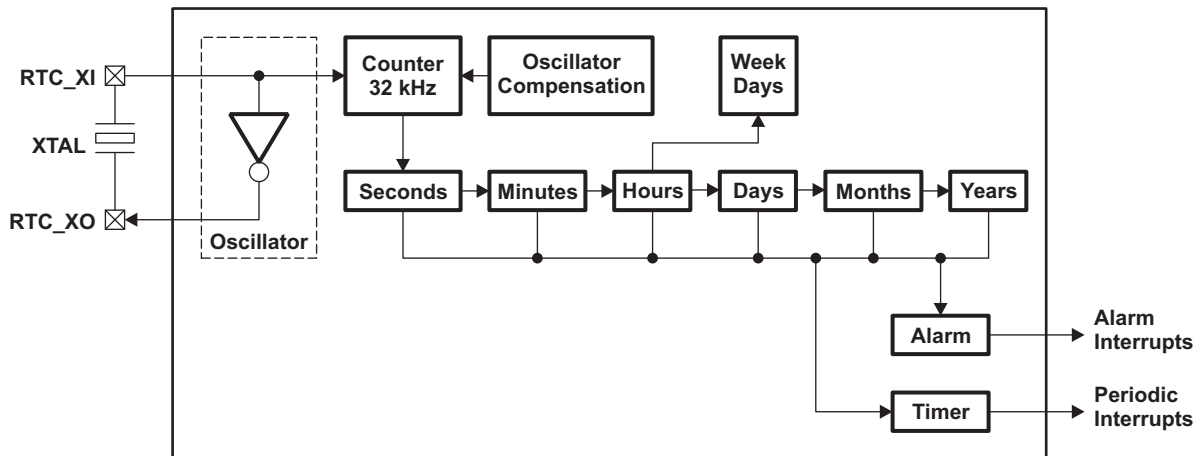 RTC_XI
XTAL
RTC_XO
Oscillator
Counter
32 kHz
Oscillator
Compensation
Week
Days
Seconds
Minutes
Hours
Days
Months
Years
Alarm
Alarm
Interrupts
Timer
Periodic
Interrupts